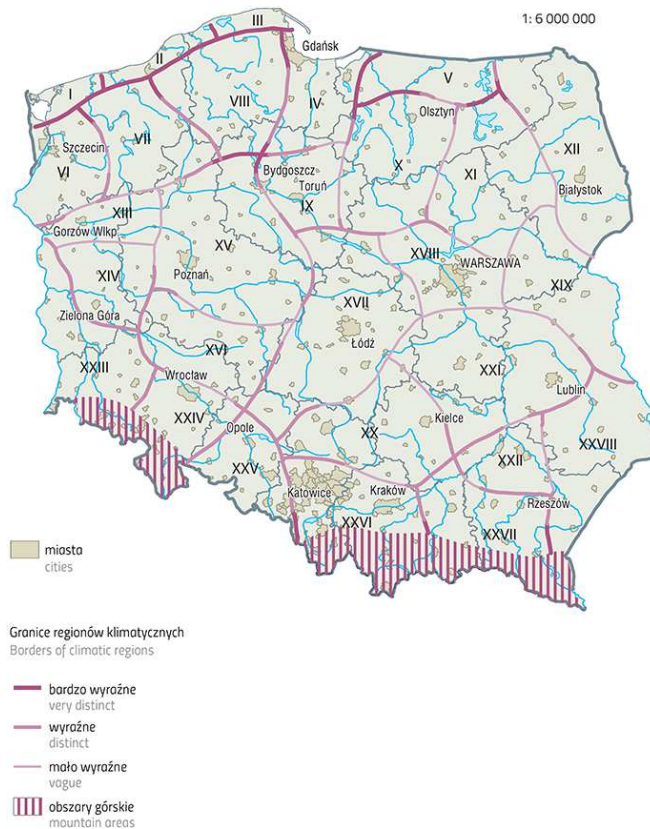 1: 6 000 000
III
Gdańsk
II
I
VIII
IV
V
Olsztyn
VII
Szczecin
VI
XII
Bydgoszcz
X
XI
Toruń
Białystok
IX
XIII
Gorzów Wlkp.
XV
XVIII
WARSZAWA
Poznań
XIV
XIX
XVII
Zielona Góra
Łódź
XVI
XXIII
Wrocław
XXI
Lublin
XXIV
Kielce
Opole
XX
XXVIII
XXII
XXV
Katowice
Kraków
Rzeszów
XXVI
XXVII
miasta
cities
Granice regionów klimatycznych
Borders of climatic regions
bardzo wyraźne
very distinct
wyraźne
distinct
mało wyraźne
vague
obszary górskie
mountain areas